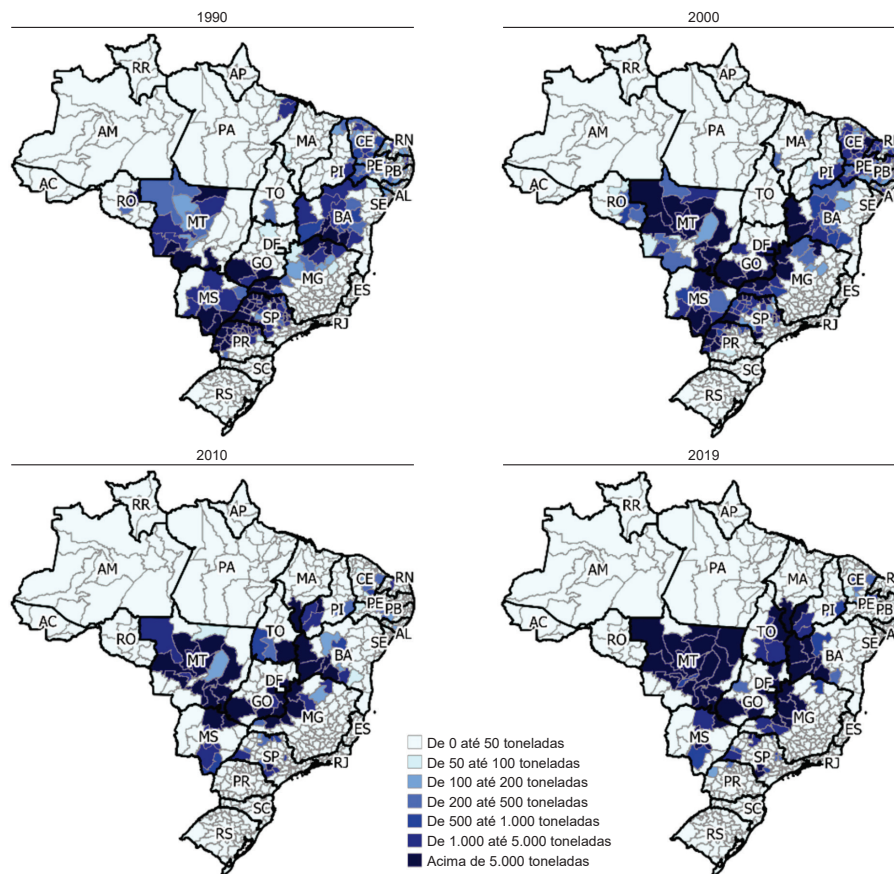 1990
2000
RR
AP
AM
PA
MA
CE
RN
PI
PE
PB
AC
RO
TO
AL
SE
MT
BA
DF
GO
MG
ES
MS
SP
RJ
PR
SC
RS
RR
AP
AM
PA
MA
CE
PI
PE
PB
AC
RO
TO
AL
SE
MT
BA
DF
GO
MG
ES
MS
SP
RJ
PR
SC
RS
2010
2019
RR
AP
AM
PA
MA
CE
RN
PI
PE
PB
AC
RO
TO
AL
SE
MT
BA
DF
GO
MG
ES
MS
SP
RJ
PR
SC
RS
RR
AP
AM
PA
MA
CE
PI
PE
PB
AC
RO
TO
SE
MT
BA
DF
GO
MG
ES
MS
SP
RJ
PR
SC
RS
De 0 até 50 toneladas
De 50 até 100 toneladas
De 100 até 200 toneladas
De 200 até 500 toneladas
De 500 até 1.000 toneladas
De 1.000 até 5.000 toneladas
Acima de 5.000 toneladas